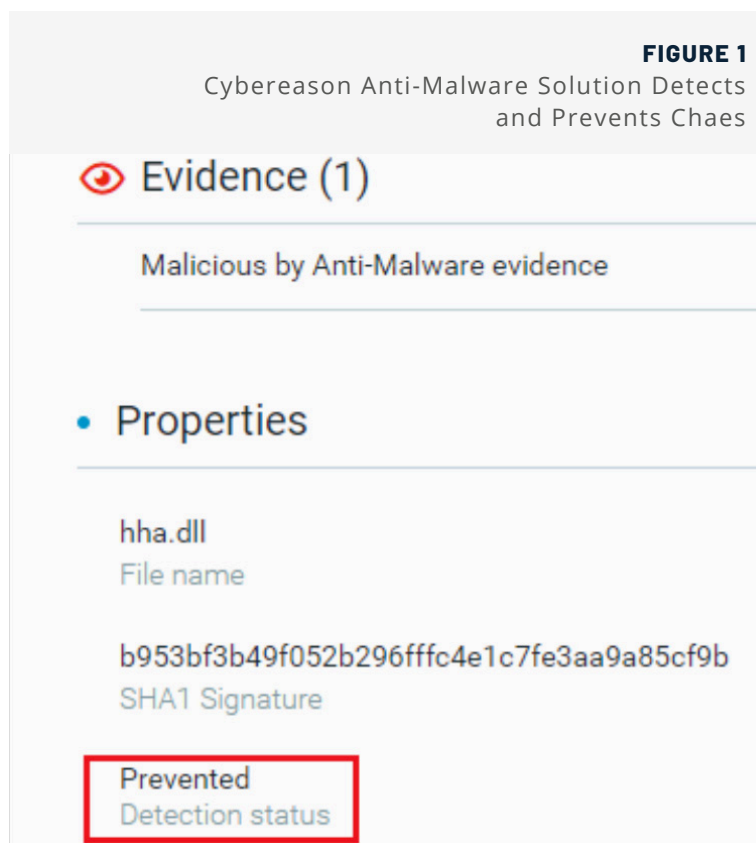 FIGURE 1
Cybereason Anti-Malware Solution Detects
and Prevents Chaes
Evidence (1)
Malicious by Anti-Malware evidence
Properties
hha.dll
File name
b953bf3b49f052b296fffc4e1c7fe3aa9a85cf9b
SHA1 Signature
Prevented
Detection status